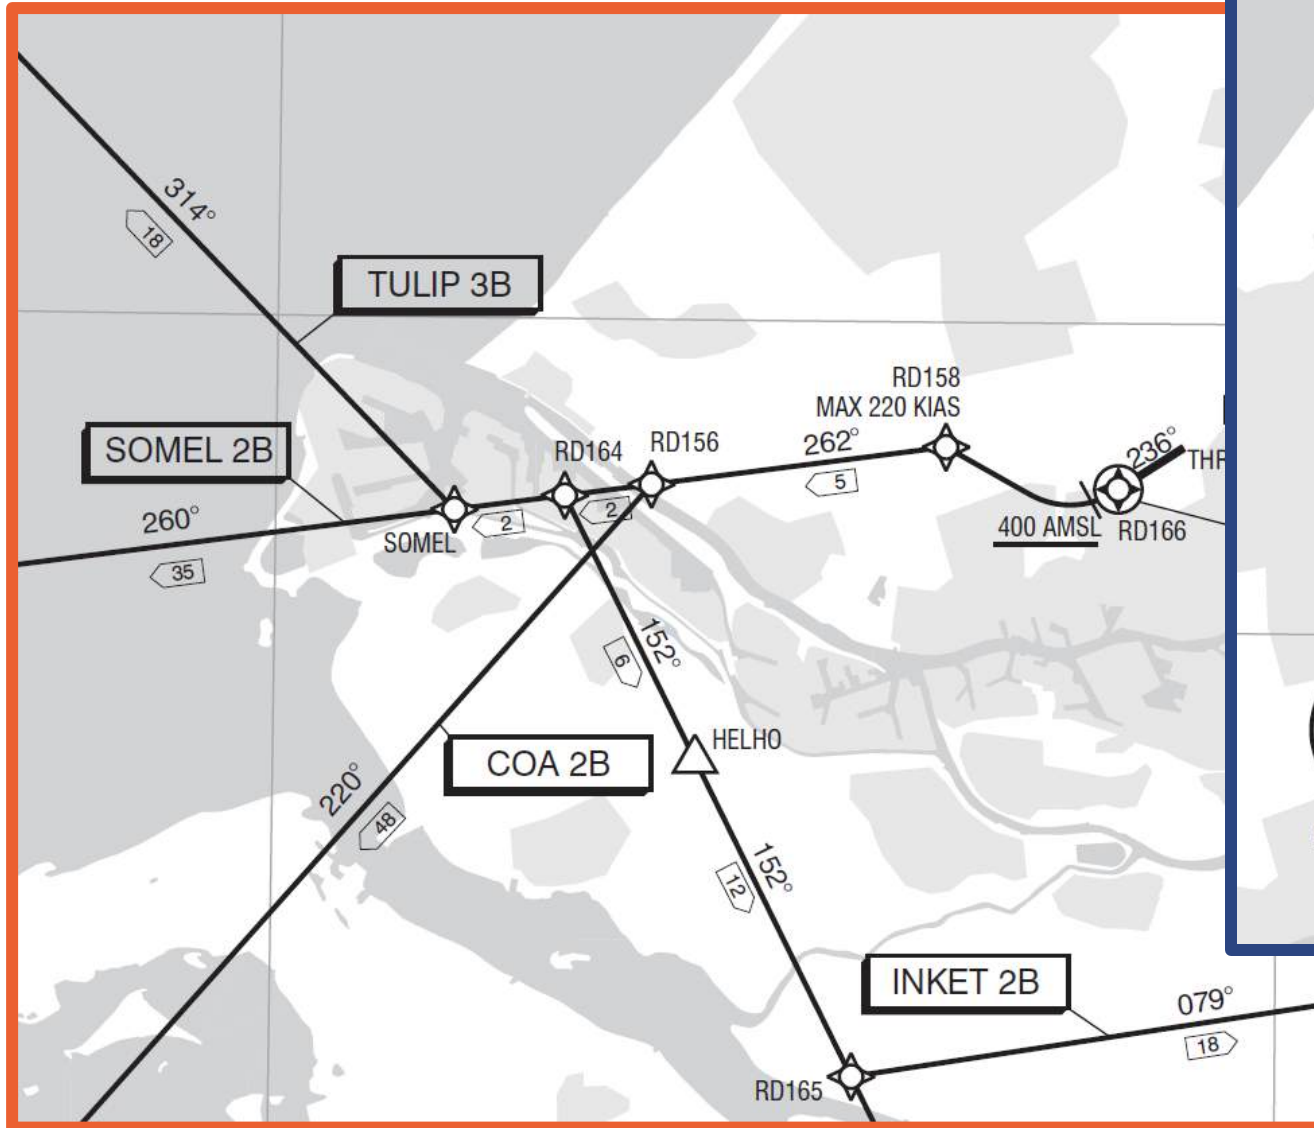 314°
18
TULIP 3B
RD158
MAX 220 KIAS
SOMEL 2B
RD164
RD156
262°
5
236°
THR
260°
35
SOMEL
2
2
400 AMSL
RD166
152°
6
HELHO
COA 2B
220°
48
152°
12
INKET 2B
079°
18
RD165